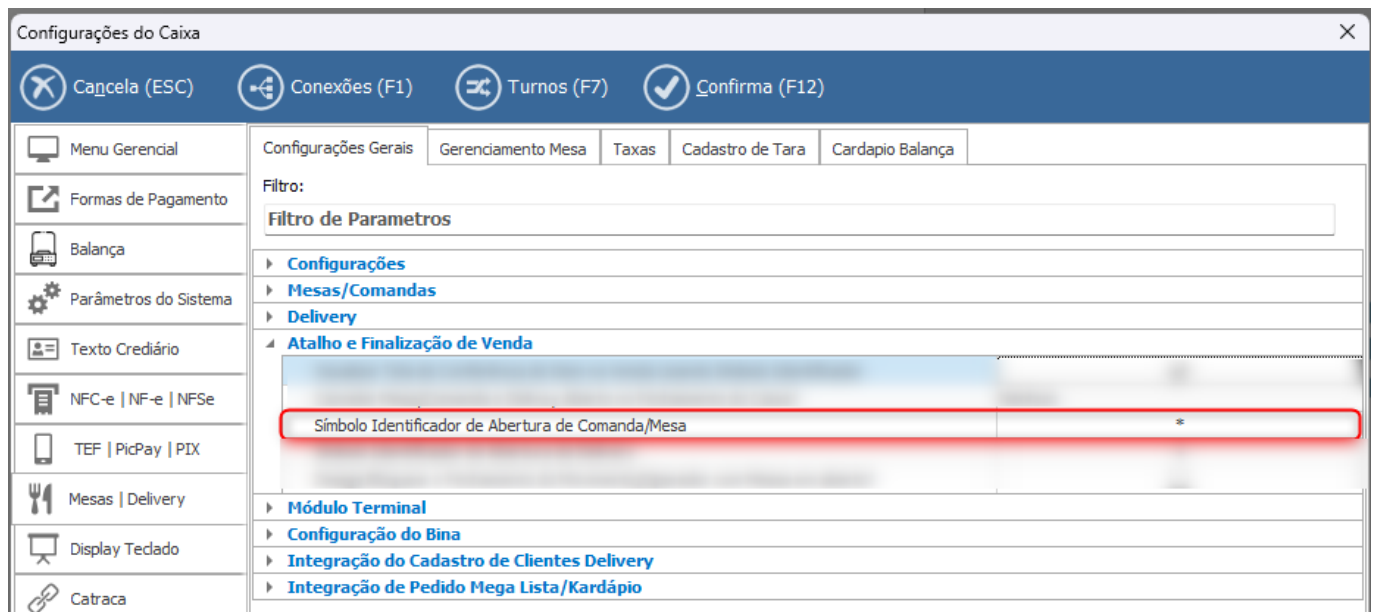 Configurações do Caixa
Cancela (ESC) Conexões (F1) Turnos (F7) Confirma (F12)
Menu Gerencial
Formas de Pagamento
Balança
Parâmetros do Sistema
Texto Crediário
NFC-e | NF-e | NFSe
TEF | PicPay | PIX
Mesas | Delivery
Display Teclado
Catraca
Configurações Gerais Gerenciamento Mesa Taxas Cadastro de Tara Cardapio Balança
Filtro:
Filtro de Parametros
Configurações
Mesas/Comandas
Delivery
Atalho e Finalização de Venda
Símbolo Identificador de Abertura de Comanda/Mesa *
Módulo Terminal
Configuração do Bina
Integração do Cadastro de Clientes Delivery
Integração de Pedido Mega Lista/Kardápio